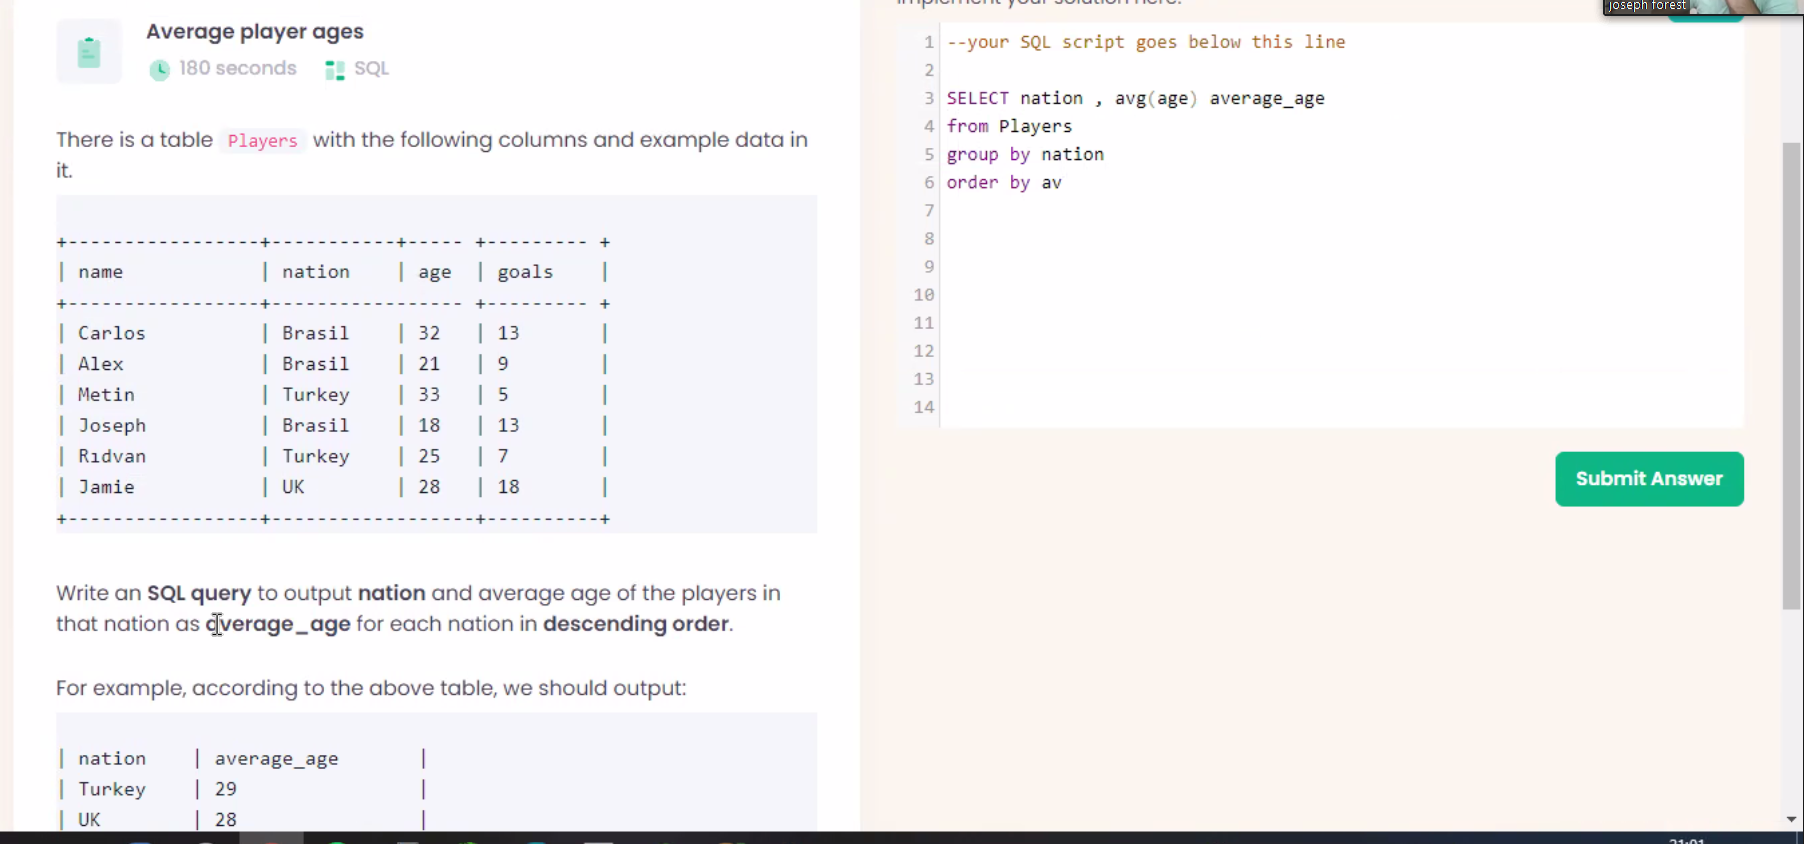 Average player ages
180 seconds SQL
There is a table Players with the following columns and example data in
it.
+-----------------+-----------+----- +--------- +
| name | nation | age | goals |
+-----------------+----------------- +--------- +
| Carlos | Brasil | 32 | 13 |
| Alex | Brasil | 21 | 9 |
| Metin | Turkey | 33 | 5 |
| Joseph | Brasil | 18 | 13 |
| Rıdvan | Turkey | 25 | 7 |
| Jamie | UK | 28 | 18 |
+-----------------+------------------+----------+
Write an SQL query to output nation and average age of the players in
that nation as average_age for each nation in descending order.
For example, according to the above table, we should output:
| nation | average_age |
| Turkey | 29 |
| UK | 28 |
implement your solution here.
joseph forest
1 --your SQL script goes below this line
2
3 SELECT nation , avg(age) average_age
4 from Players
5 group by nation
6 order by av
7
8
9
10
11
12
13
14
Submit Answer